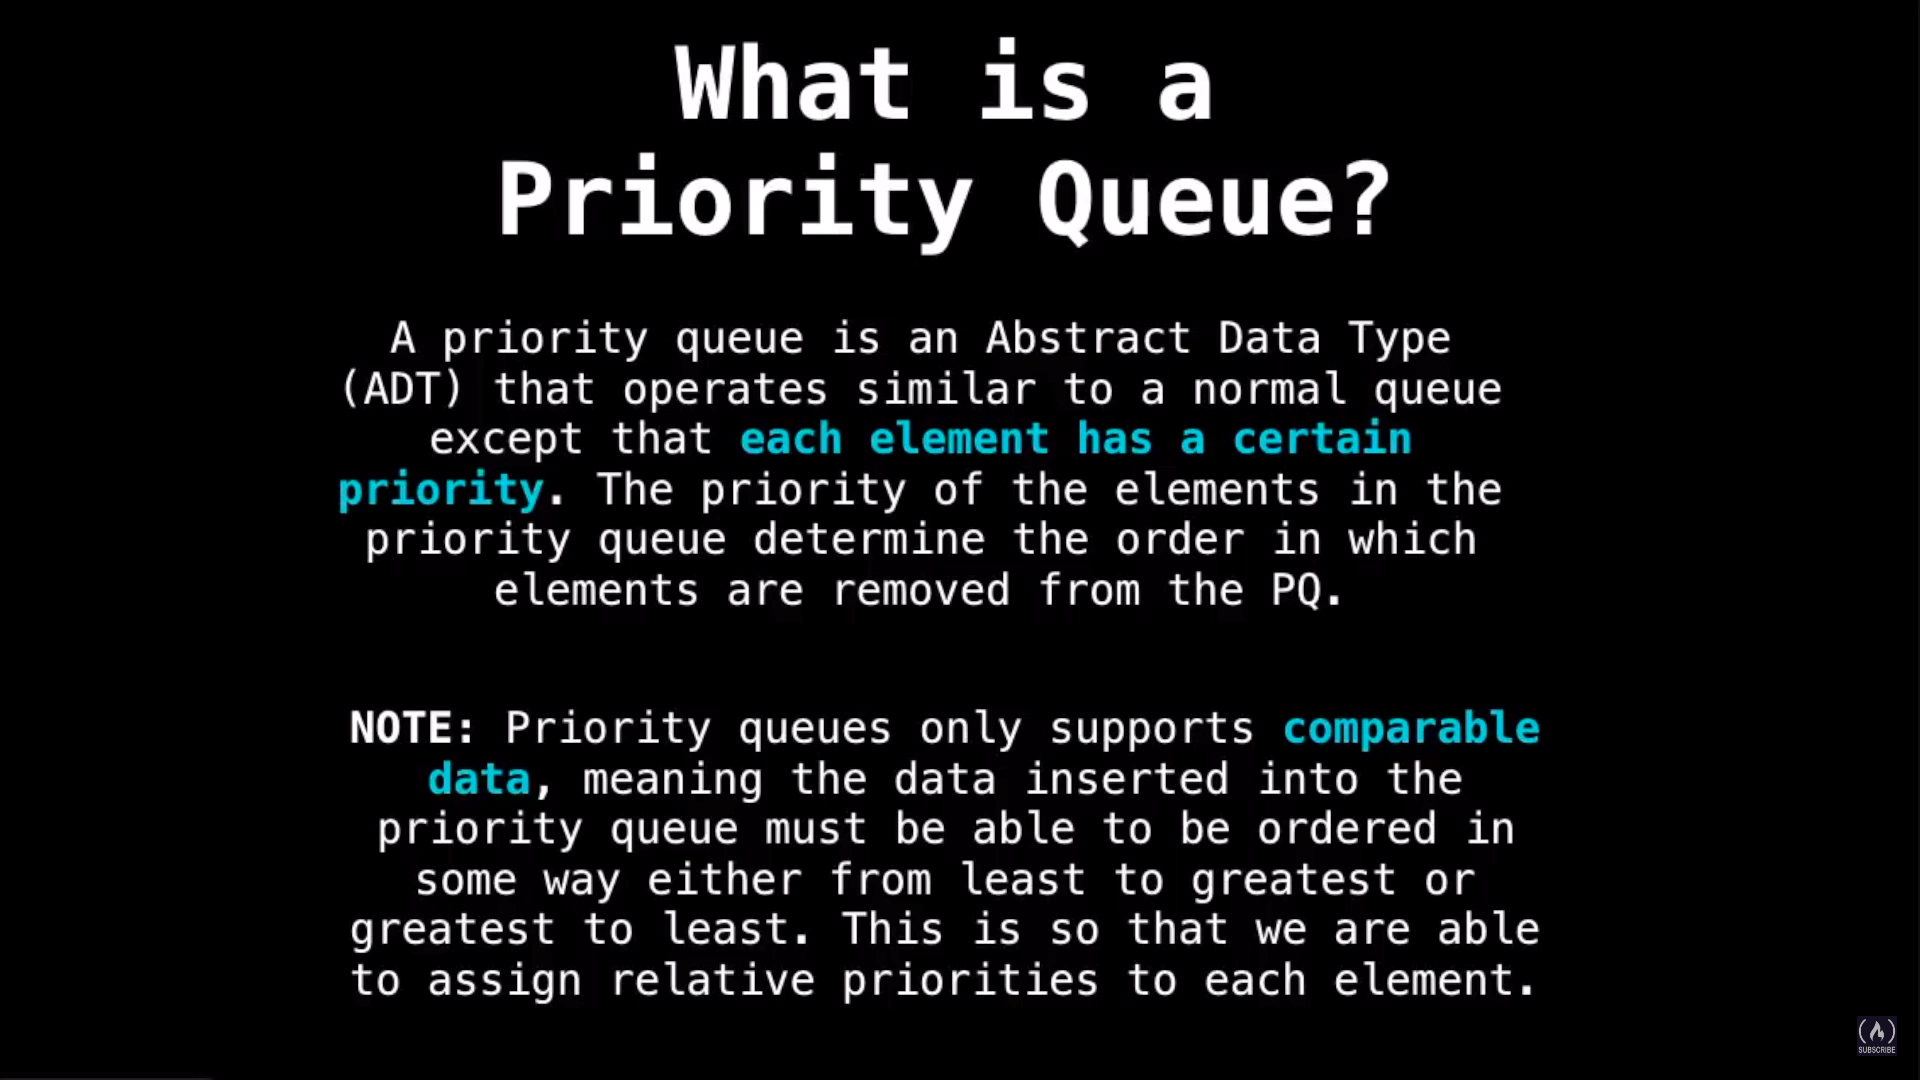 What is a
Priority Queue?
A priority queue is an Abstract Data Type
(ADT) that operates similar to a normal queue
except that each element has a certain
priority. The priority of the elements in the
priority queue determine the order in which
elements are removed from the PQ.
NOTE: Priority queues only supports comparable
data, meaning the data inserted into the
priority queue must be able to be ordered in
some way either from least to greatest or
greatest to least. This is so that we are able
to assign relative priorities to each element.
SUBSCRIBE